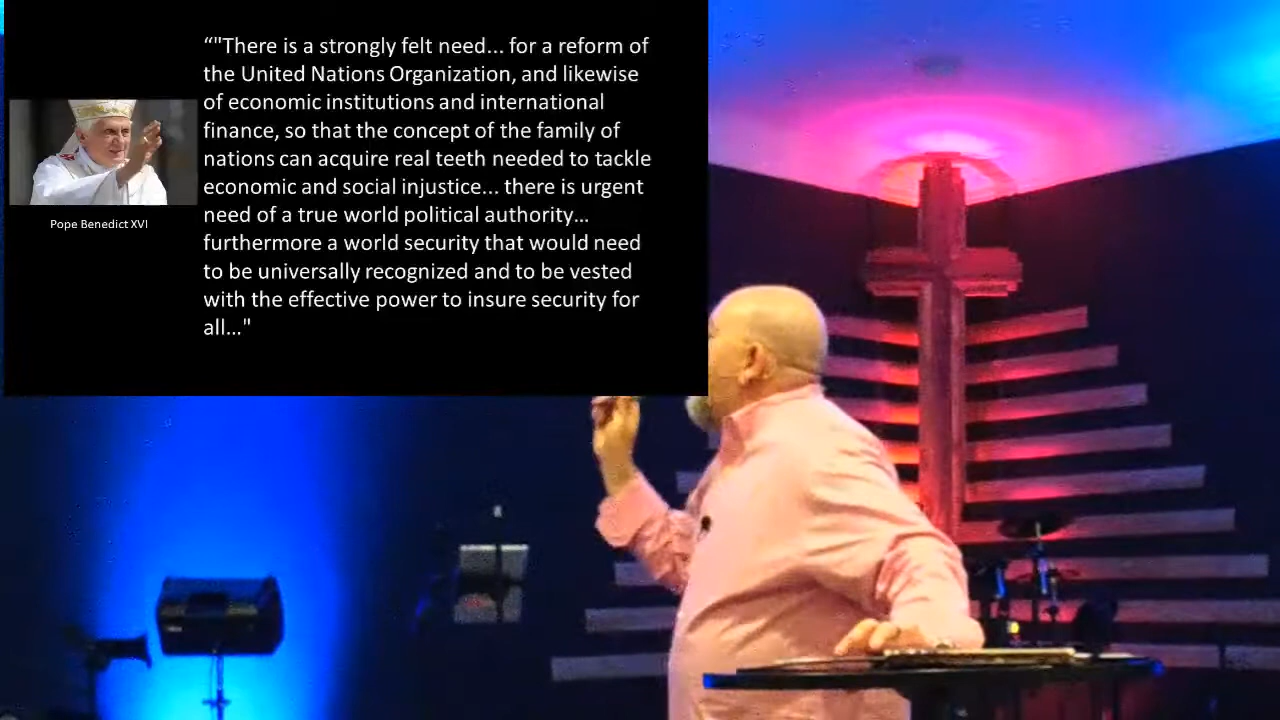 “"There is a strongly felt need... for a reform of
the United Nations Organization, and likewise
of economic institutions and international
finance, so that the concept of the family of
nations can acquire real teeth needed to tackle
economic and social injustice... there is urgent
need of a true world political authority...
furthermore a world security that would need
to be universally recognized and to be vested
with the effective power to insure security for
all..."
Pope Benedict XVI